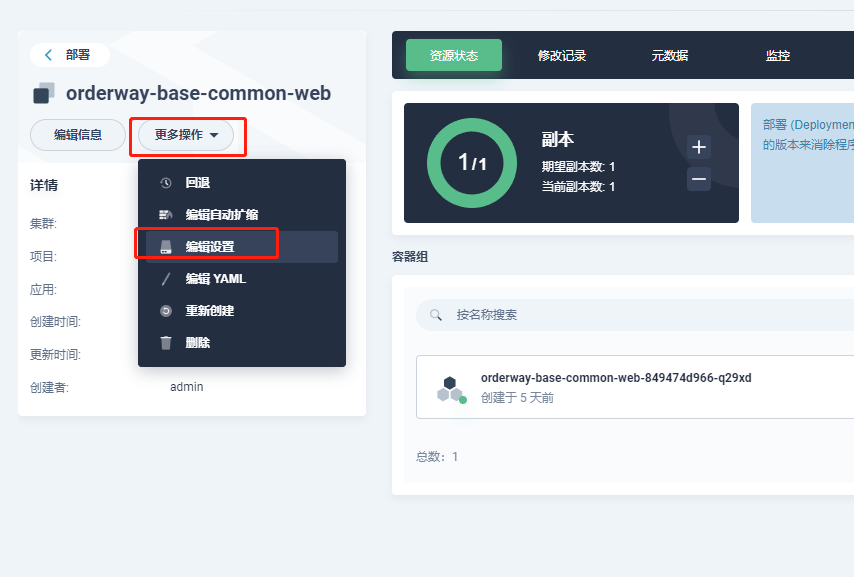 部署
orderway-base-common-web
编辑信息
更多操作
回退
编辑自动扩缩
编辑设置
编辑 YAML
重新创建
删除
详情
集群:
项目:
应用:
创建时间:
更新时间:
创建者:
admin
资源状态
修改记录
元数据
监控
1/1
副本
期望副本数: 1
当前副本数: 1
部署 (Deploymen
的版本来消除程序
容器组
按名称搜索
orderway-base-common-web-849474d966-q29xd
创建于 5 天前
总数: 1